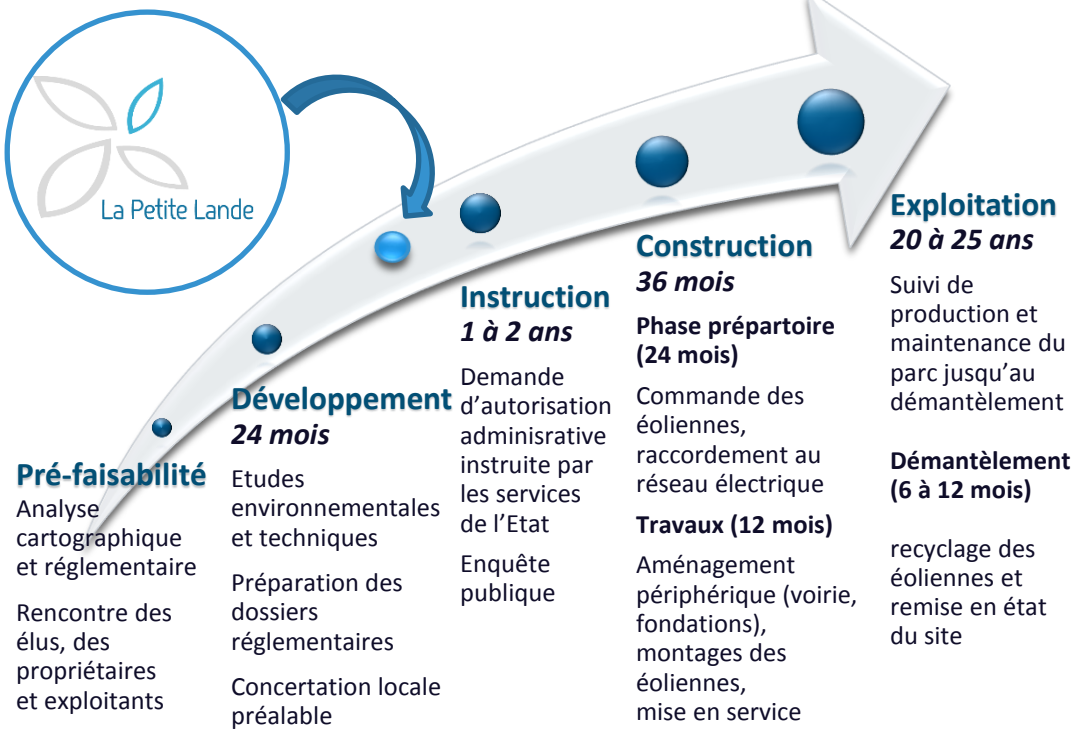 La Petite Lande
Pré-faisabilité
Analyse
cartographique
et réglementaire
Rencontre des
élus, des
propriétaires
et exploitants
Développement
24 mois
Etudes
environnementales
et techniques
Préparation des
dossiers
réglementaires
Concertation locale
préalable
Instruction
1 à 2 ans
Demande
d’autorisation
adminisrative
instruite par
les services
de l’Etat
Enquête
publique
Construction
36 mois
Phase prépartoire
(24 mois)
Commande des
éoliennes,
raccordement au
réseau électrique
Travaux (12 mois)
Aménagement
périphérique (voirie,
fondations),
montages des
éoliennes,
mise en service
Exploitation
20 à 25 ans
Suivi de
production et
maintenance du
parc jusqu’au
démantèlement
Démantèlement
(6 à 12 mois)
recyclage des
éoliennes et
remise en état
du site